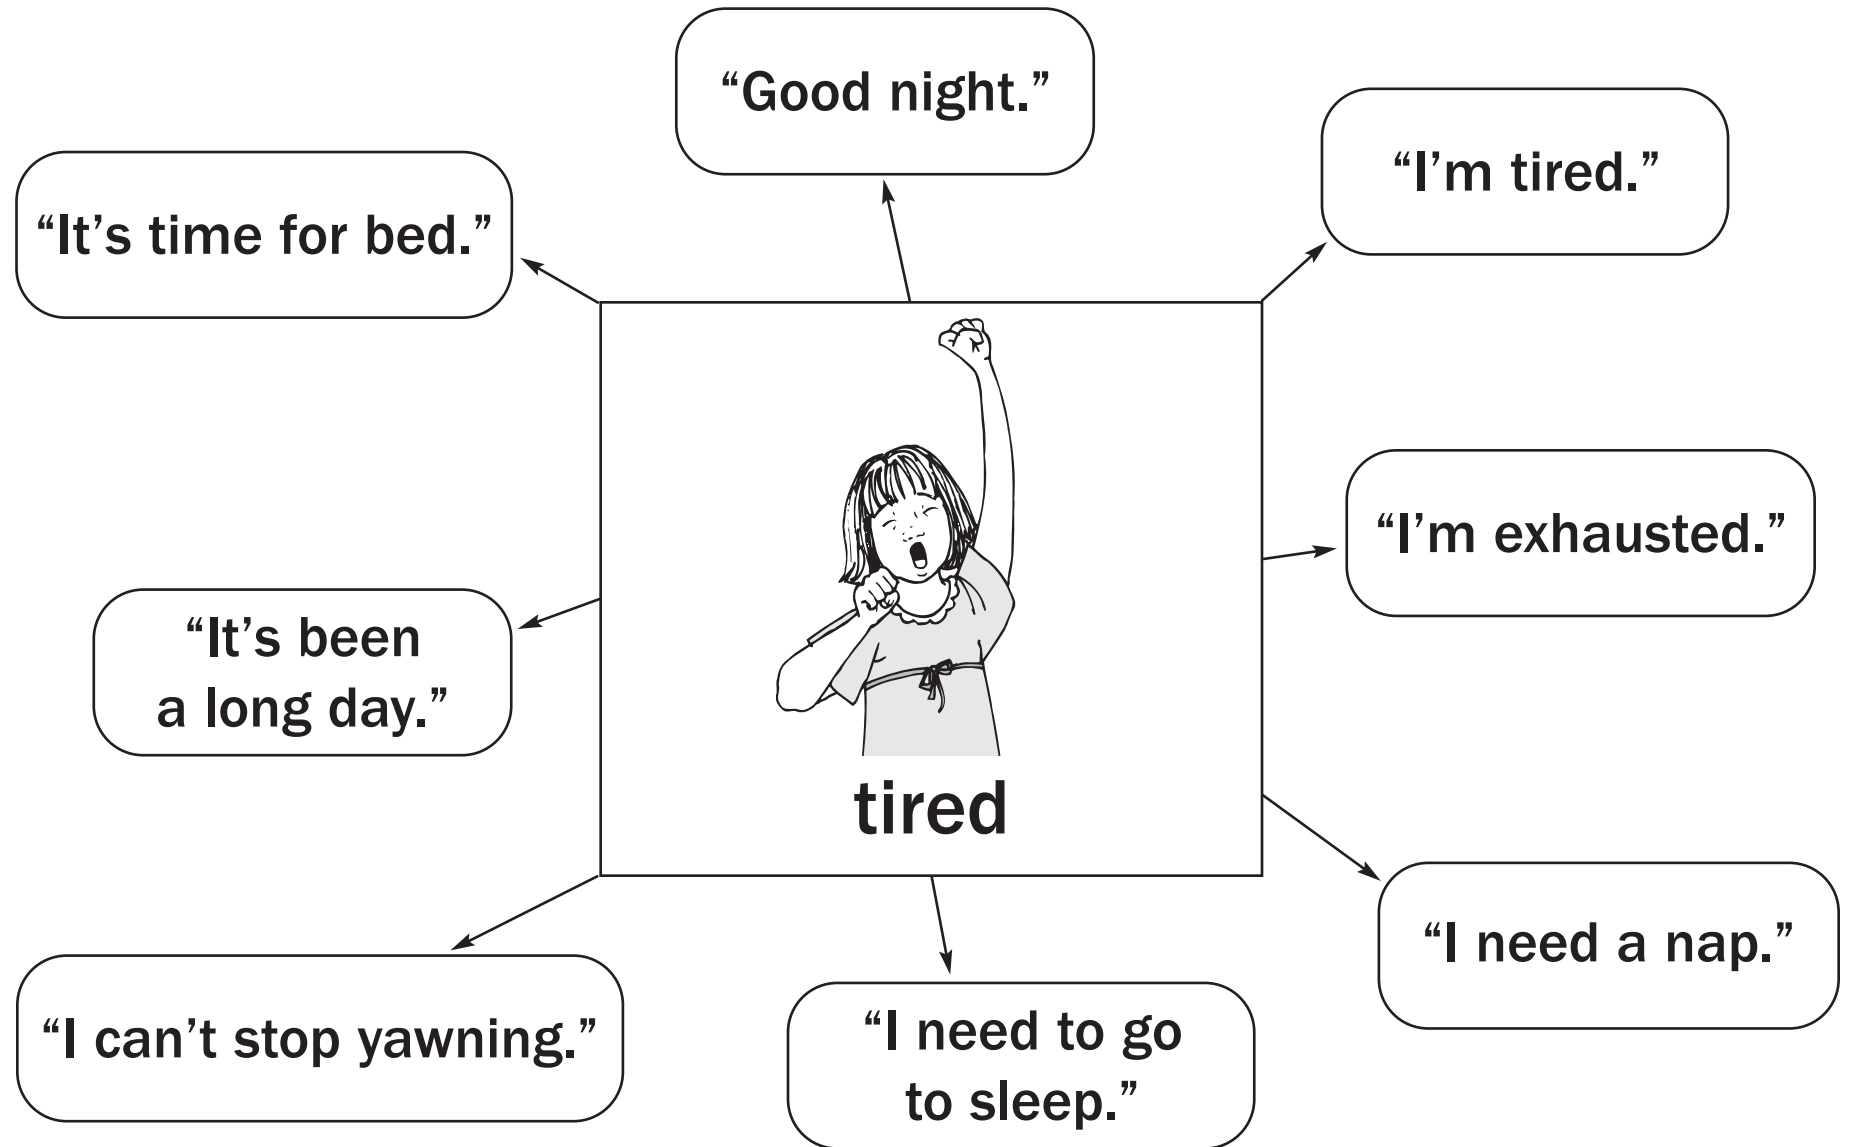 “Good night.”
“I’m tired.”
“It’s time for bed.”
“I’m exhausted.”
“It’s been
a long day.”
tired
“I need a nap.”
“I can't stop yawning.”
“I need to go
to sleep.”